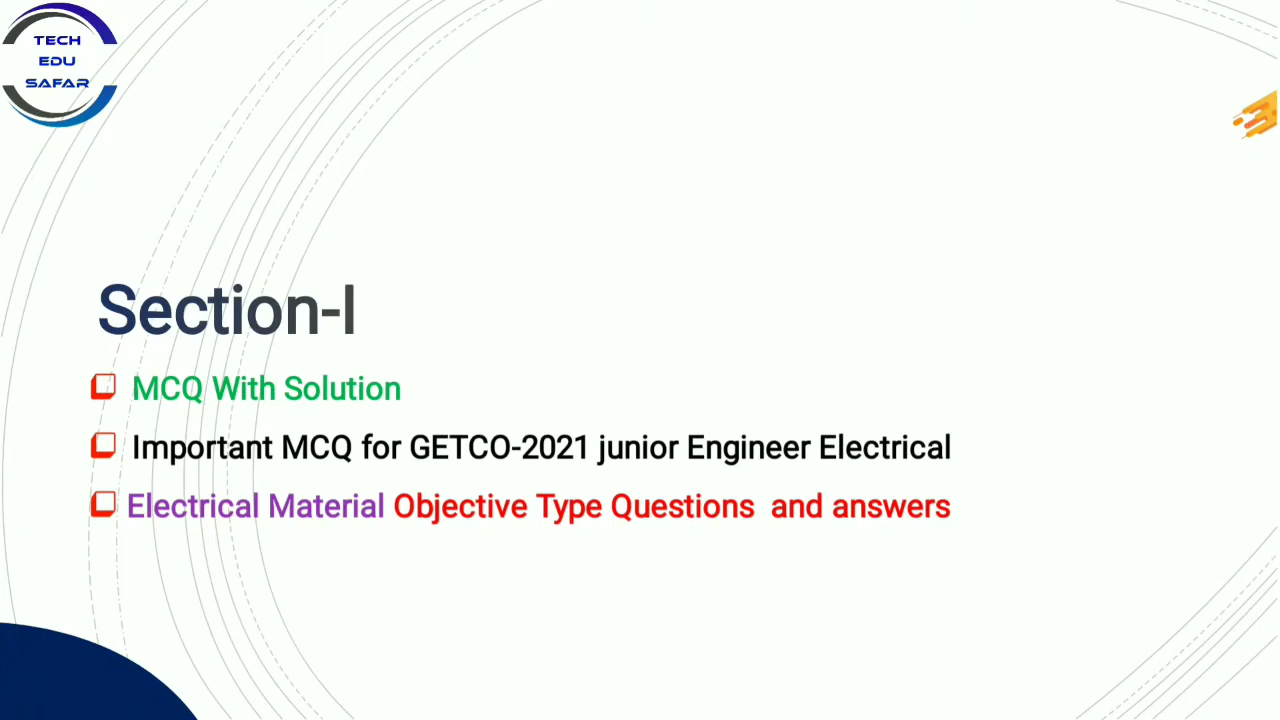 TECH
EDU
SAFAR
Section-I
MCQ With Solution
Important MCQ for GETCO-2021 junior Engineer Electrical
Electrical Material Objective Type Questions and answers